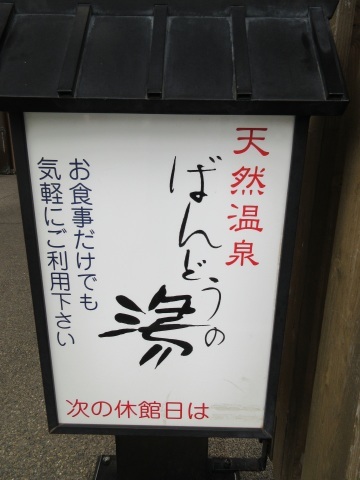 天然温泉
ばんどうの
湯
お食事だけでも
気軽にご利用下さい
次の休館日は